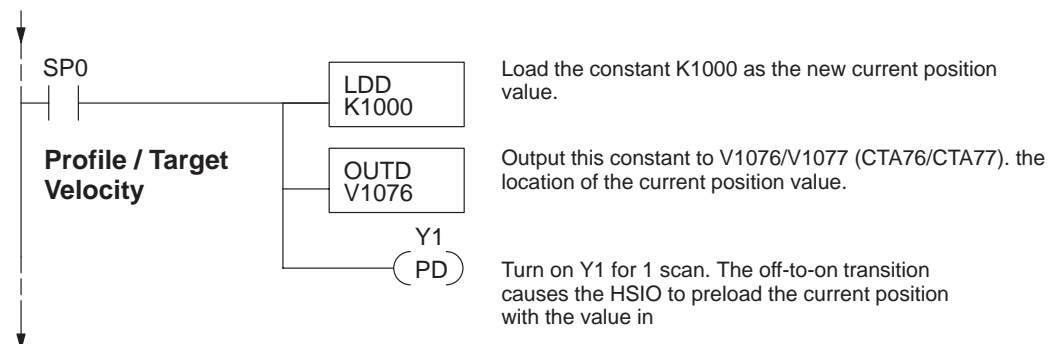 SP0
LDD
K1000
Load the constant K1000 as the new current position
value.
Profile / Target
Velocity
OUTD
V1076
Output this constant to V1076/V1077 (CTA76/CTA77). the
location of the current position value.
Y1
PD
Turn on Y1 for 1 scan. The off-to-on transition
causes the HSIO to preload the current position
with the value in